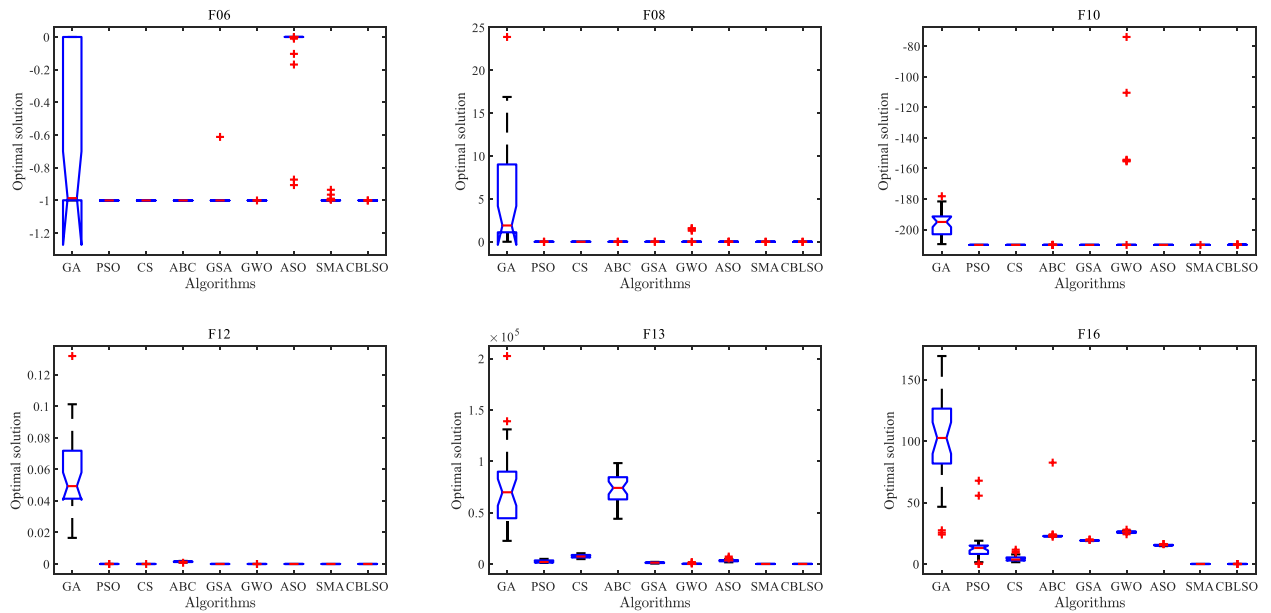 F06
Optimal solution
0
-0.2
-0.4
-0.6
-0.8
-1
-1.2
GA PSO CS ABC GSA GWO ASO SMA CBLSO
Algorithms
F08
Optimal solution
25
20
15
10
5
0
GA PSO CS ABC GSA GWO ASO SMA CBLSO
Algorithms
F10
Optimal solution
-80
-100
-120
-140
-160
-180
-200
GA PSO CS ABC GSA GWO ASO SMA CBLSO
Algorithms
F12
Optimal solution
0.12
0.1
0.08
0.06
0.04
0.02
0
GA PSO CS ABC GSA GWO ASO SMA CBLSO
Algorithms
F13
×10^5
Optimal solution
2
1.5
1
0.5
0
GA PSO CS ABC GSA GWO ASO SMA CBLSO
Algorithms
F16
Optimal solution
150
100
50
0
GA PSO CS ABC GSA GWO ASO SMA CBLSO
Algorithms